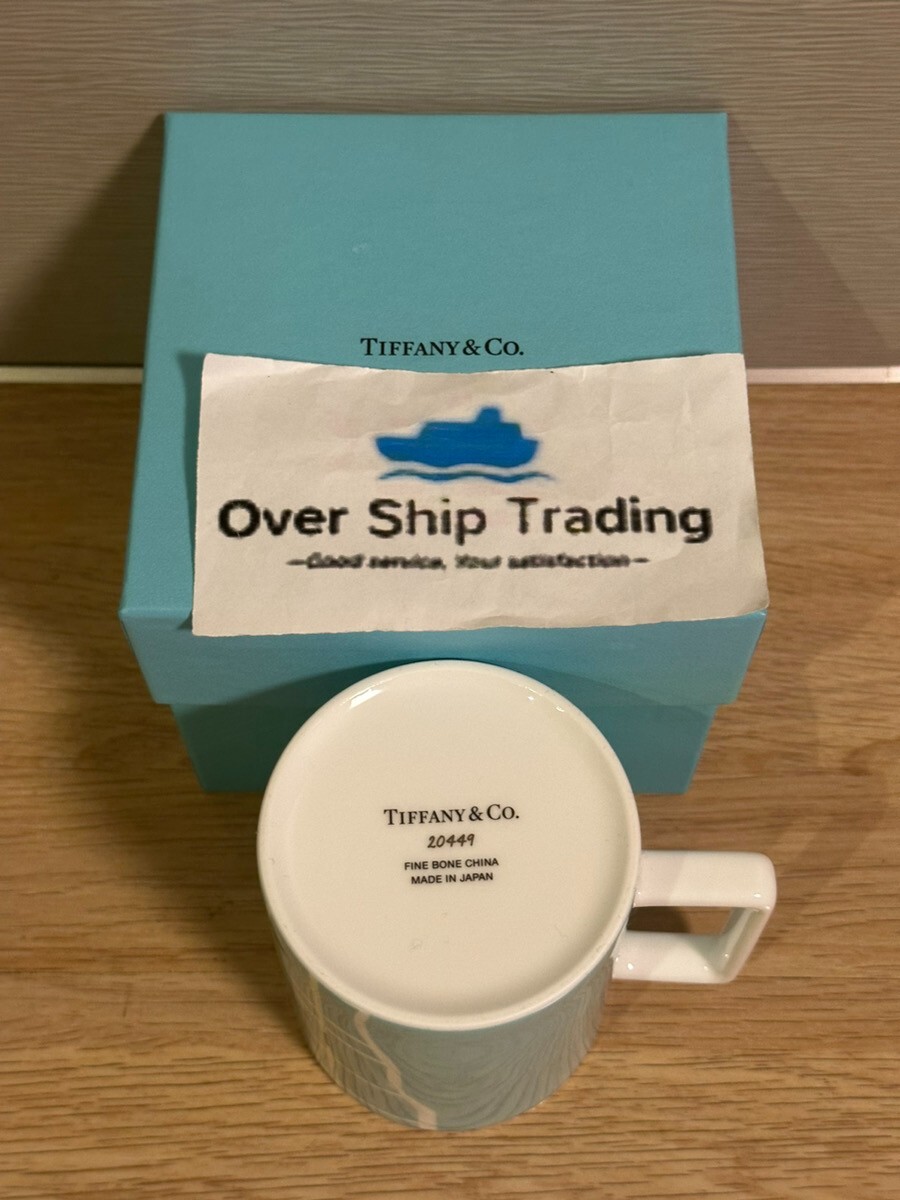 TIFFANY & CO.
Over Ship Trading
—Good service, Your satisfaction—
TIFFANY & CO.
20449
FINE BONE CHINA
MADE IN JAPAN